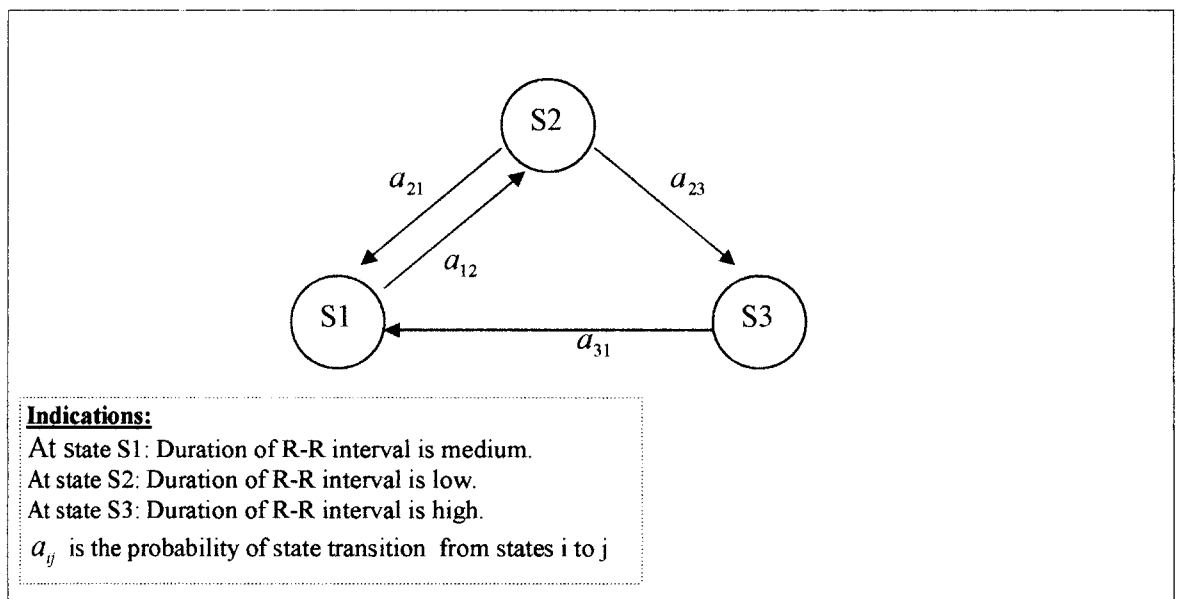 S2
a21
a23
a12
S1
S3
a31
Indications:
At state S1: Duration of R-R interval is medium.
At state S2: Duration of R-R interval is low.
At state S3: Duration of R-R interval is high.
aij is the probability of state transition from states i to j